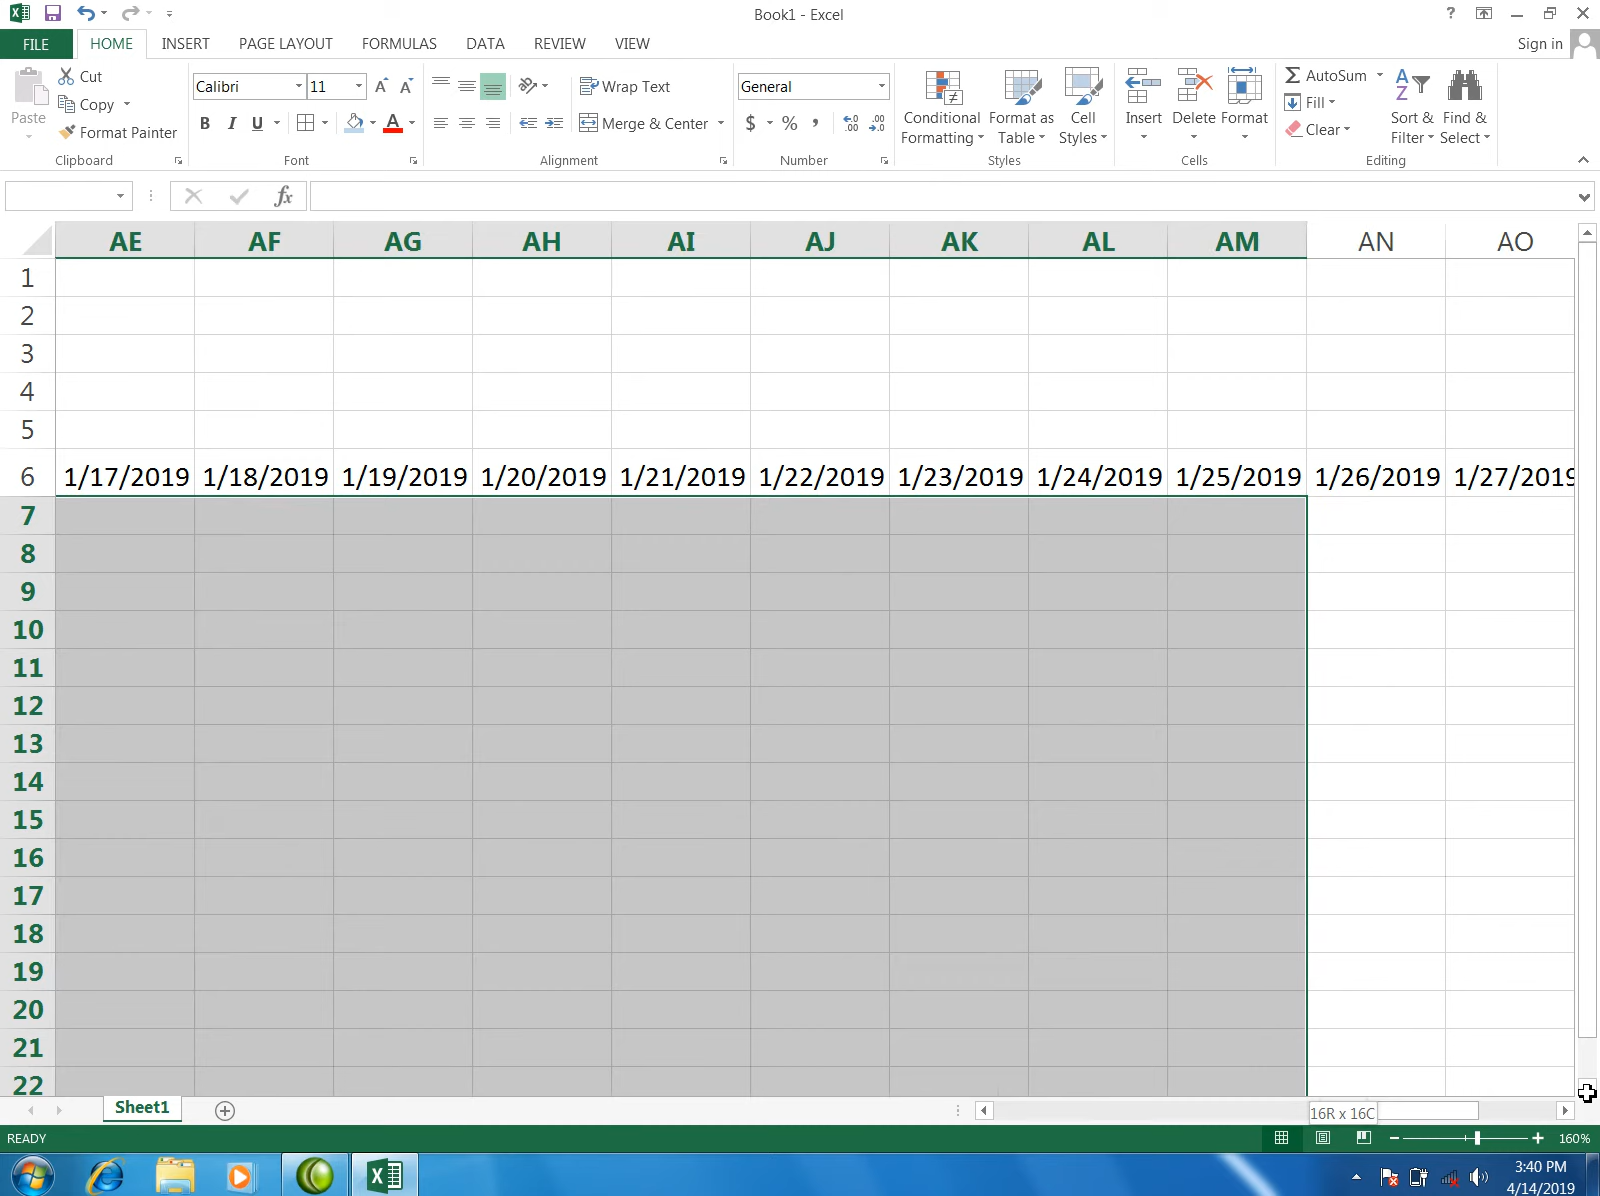 Book1 - Excel
?
FILE HOME INSERT PAGE LAYOUT FORMULAS DATA REVIEW VIEW Sign in
Paste
Cut
Copy
Format Painter
Clipboard
Calibri 11
B I U
Font
Wrap Text
Merge & Center
Alignment
General
$ % ,
Number
Conditional Formatting
Format as Table
Cell Styles
Styles
Insert Delete Format
Cells
AutoSum
Fill
Clear
Sort & Filter
Find & Select
Editing
fx
AE AF AG AH AI AJ AK AL AM AN AO
1
2
3
4
5
6 1/17/2019 1/18/2019 1/19/2019 1/20/2019 1/21/2019 1/22/2019 1/23/2019 1/24/2019 1/25/2019 1/26/2019 1/27/2019
7
8
9
10
11
12
13
14
15
16
17
18
19
20
21
22
Sheet1
16R x 16C
READY
160%
3:40 PM
4/14/2019